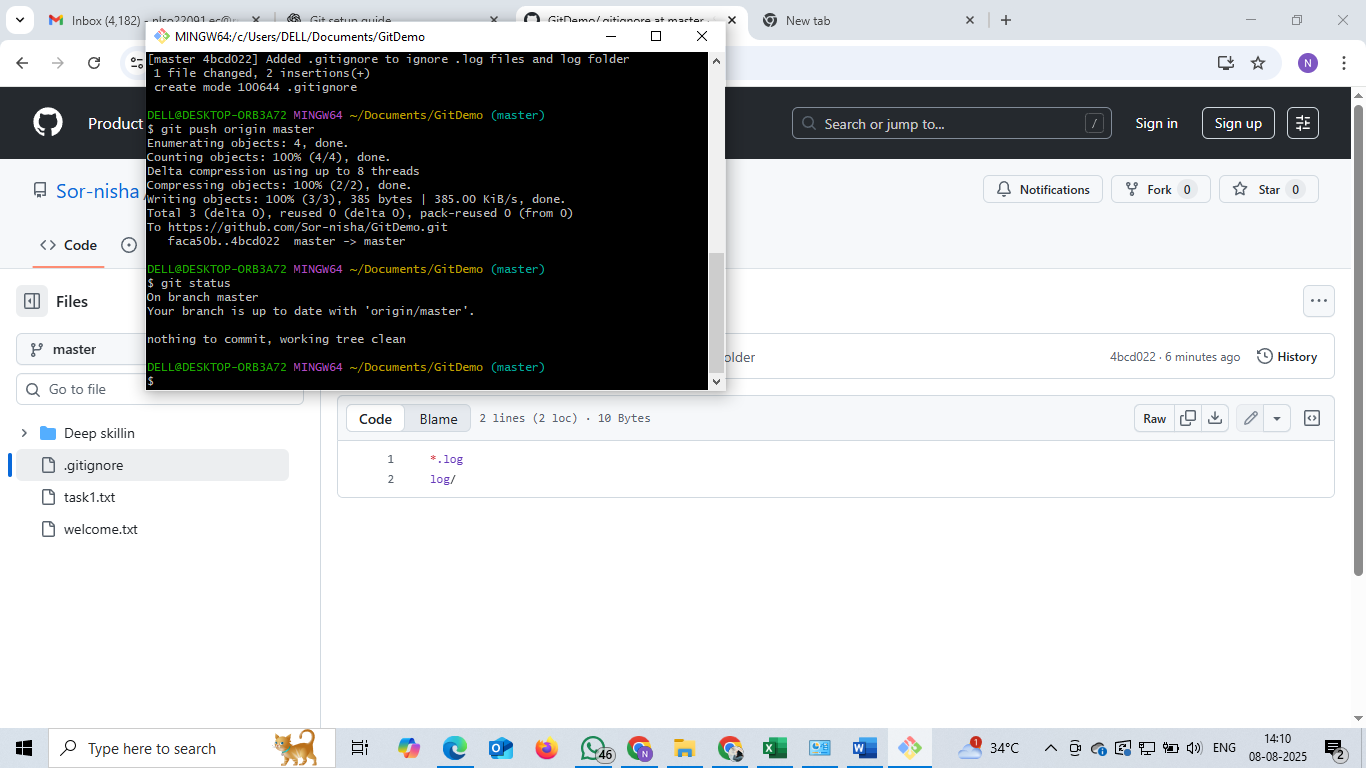 Inbox (4,182) - nlso22091.ec@r
Git setup guide
GitDemo/.gitignore at master ·
New tab
MINGW64:/c/Users/DELL/Documents/GitDemo
N
[master 4bcd022] Added .gitignore to ignore .log files and log folder
1 file changed, 2 insertions(+)
create mode 100644 .gitignore
DELL@DESKTOP-ORB3A72 MINGW64 ~/Documents/GitDemo (master)
$ git push origin master
Enumerating objects: 4, done.
Counting objects: 100% (4/4), done.
Delta compression using up to 8 threads
Compressing objects: 100% (2/2), done.
Writing objects: 100% (3/3), 385 bytes | 385.00 KiB/s, done.
Total 3 (delta 0), reused 0 (delta 0), pack-reused 0 (from 0)
To https://github.com/Sor-nisha/GitDemo.git
faca50b..4bcd022  master -> master
DELL@DESKTOP-ORB3A72 MINGW64 ~/Documents/GitDemo (master)
$ git status
On branch master
Your branch is up to date with 'origin/master'.
nothing to commit, working tree clean
DELL@DESKTOP-ORB3A72 MINGW64 ~/Documents/GitDemo (master)
$
Product
Search or jump to...
/
Sign in
Sign up
Sor-nisha /
Notifications
Fork 0
Star 0
Code
Files
master
older
4bcd022 · 6 minutes ago
History
Go to file
Code
Blame
2 lines (2 loc) · 10 Bytes
Raw
Deep skillin
.gitignore
task1.txt
welcome.txt
1 *.log
2 log/
Type here to search
46
N
1
34°C
ENG
14:10
08-08-2025
2